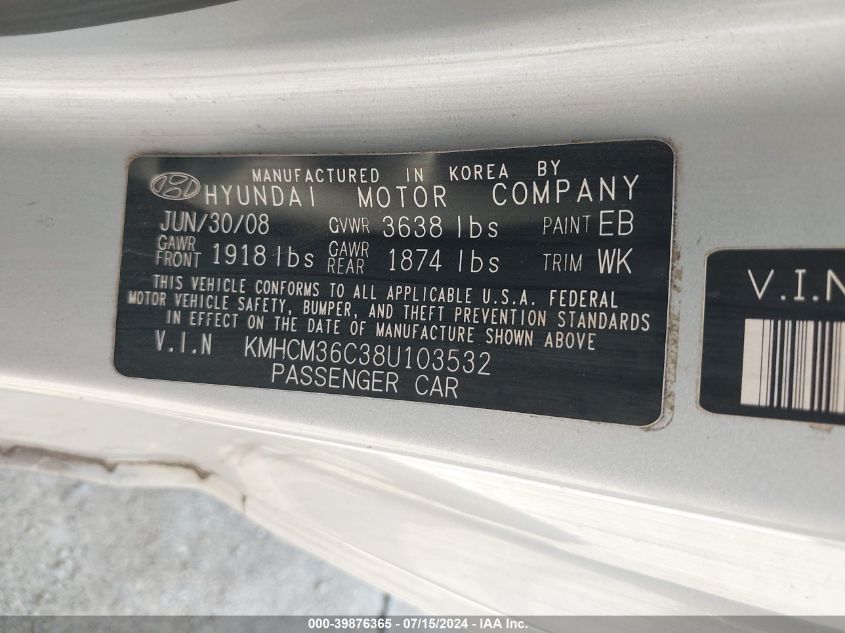 MANUFACTURED IN KOREA BY
HYUNDAI MOTOR COMPANY
JUN/30/08 GVWR 3638 lbs PAINT EB
GAWR FRONT 1918 lbs GAWR REAR 1874 lbs TRIM WK
THIS VEHICLE CONFORMS TO ALL APPLICABLE U.S.A. FEDERAL
MOTOR VEHICLE SAFETY, BUMPER, AND THEFT PREVENTION STANDARDS
IN EFFECT ON THE DATE OF MANUFACTURE SHOWN ABOVE
V.I.N KMHCM36C38U103532
PASSENGER CAR
V.I.N
000-39876365 - 07/15/2024 - IAA Inc.